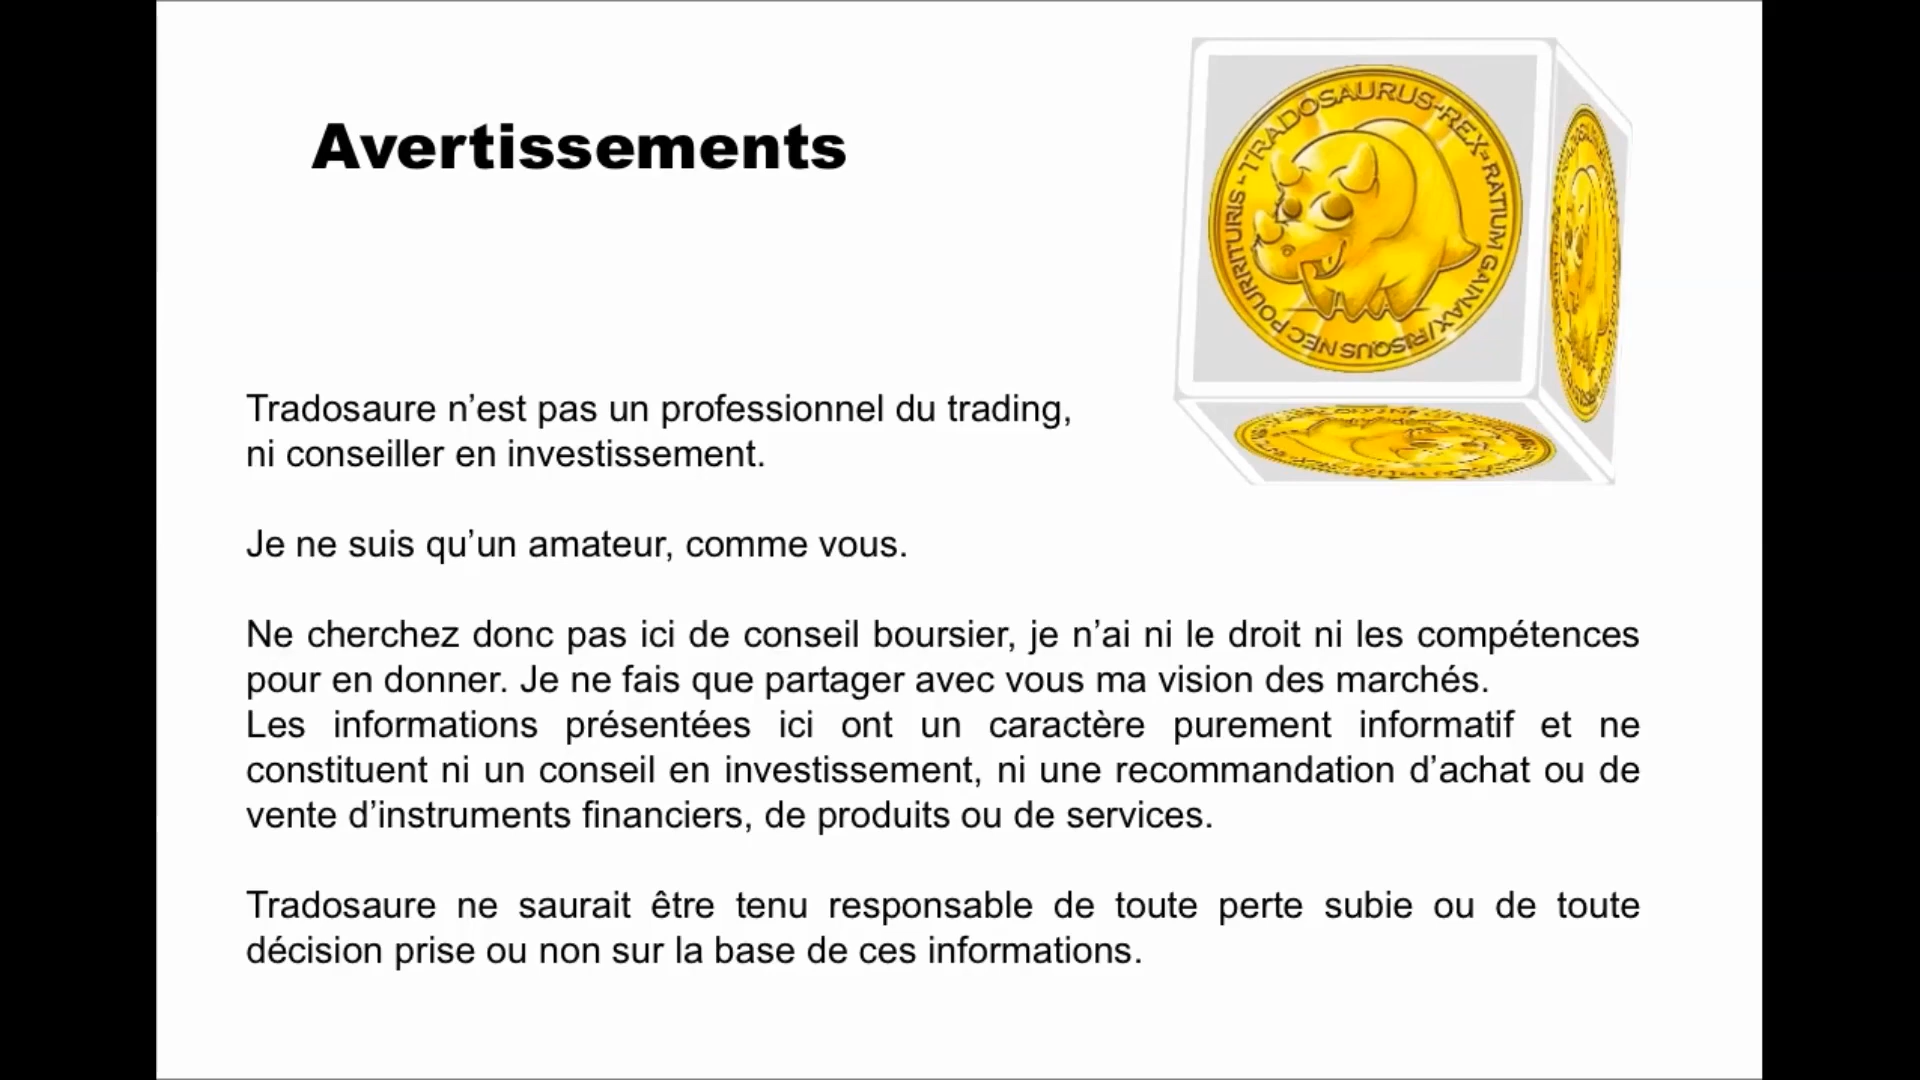 Avertissements
TRADOSAURUS-REX-RATIUM GAINAX/RISQUS NEC POURRITURIS -
Tradosaure n’est pas un professionnel du trading,
ni conseiller en investissement.
Je ne suis qu’un amateur, comme vous.
Ne cherchez donc pas ici de conseil boursier, je n’ai ni le droit ni les compétences
pour en donner. Je ne fais que partager avec vous ma vision des marchés.
Les informations présentées ici ont un caractère purement informatif et ne
constituent ni un conseil en investissement, ni une recommandation d’achat ou de
vente d’instruments financiers, de produits ou de services.
Tradosaure ne saurait être tenu responsable de toute perte subie ou de toute
décision prise ou non sur la base de ces informations.